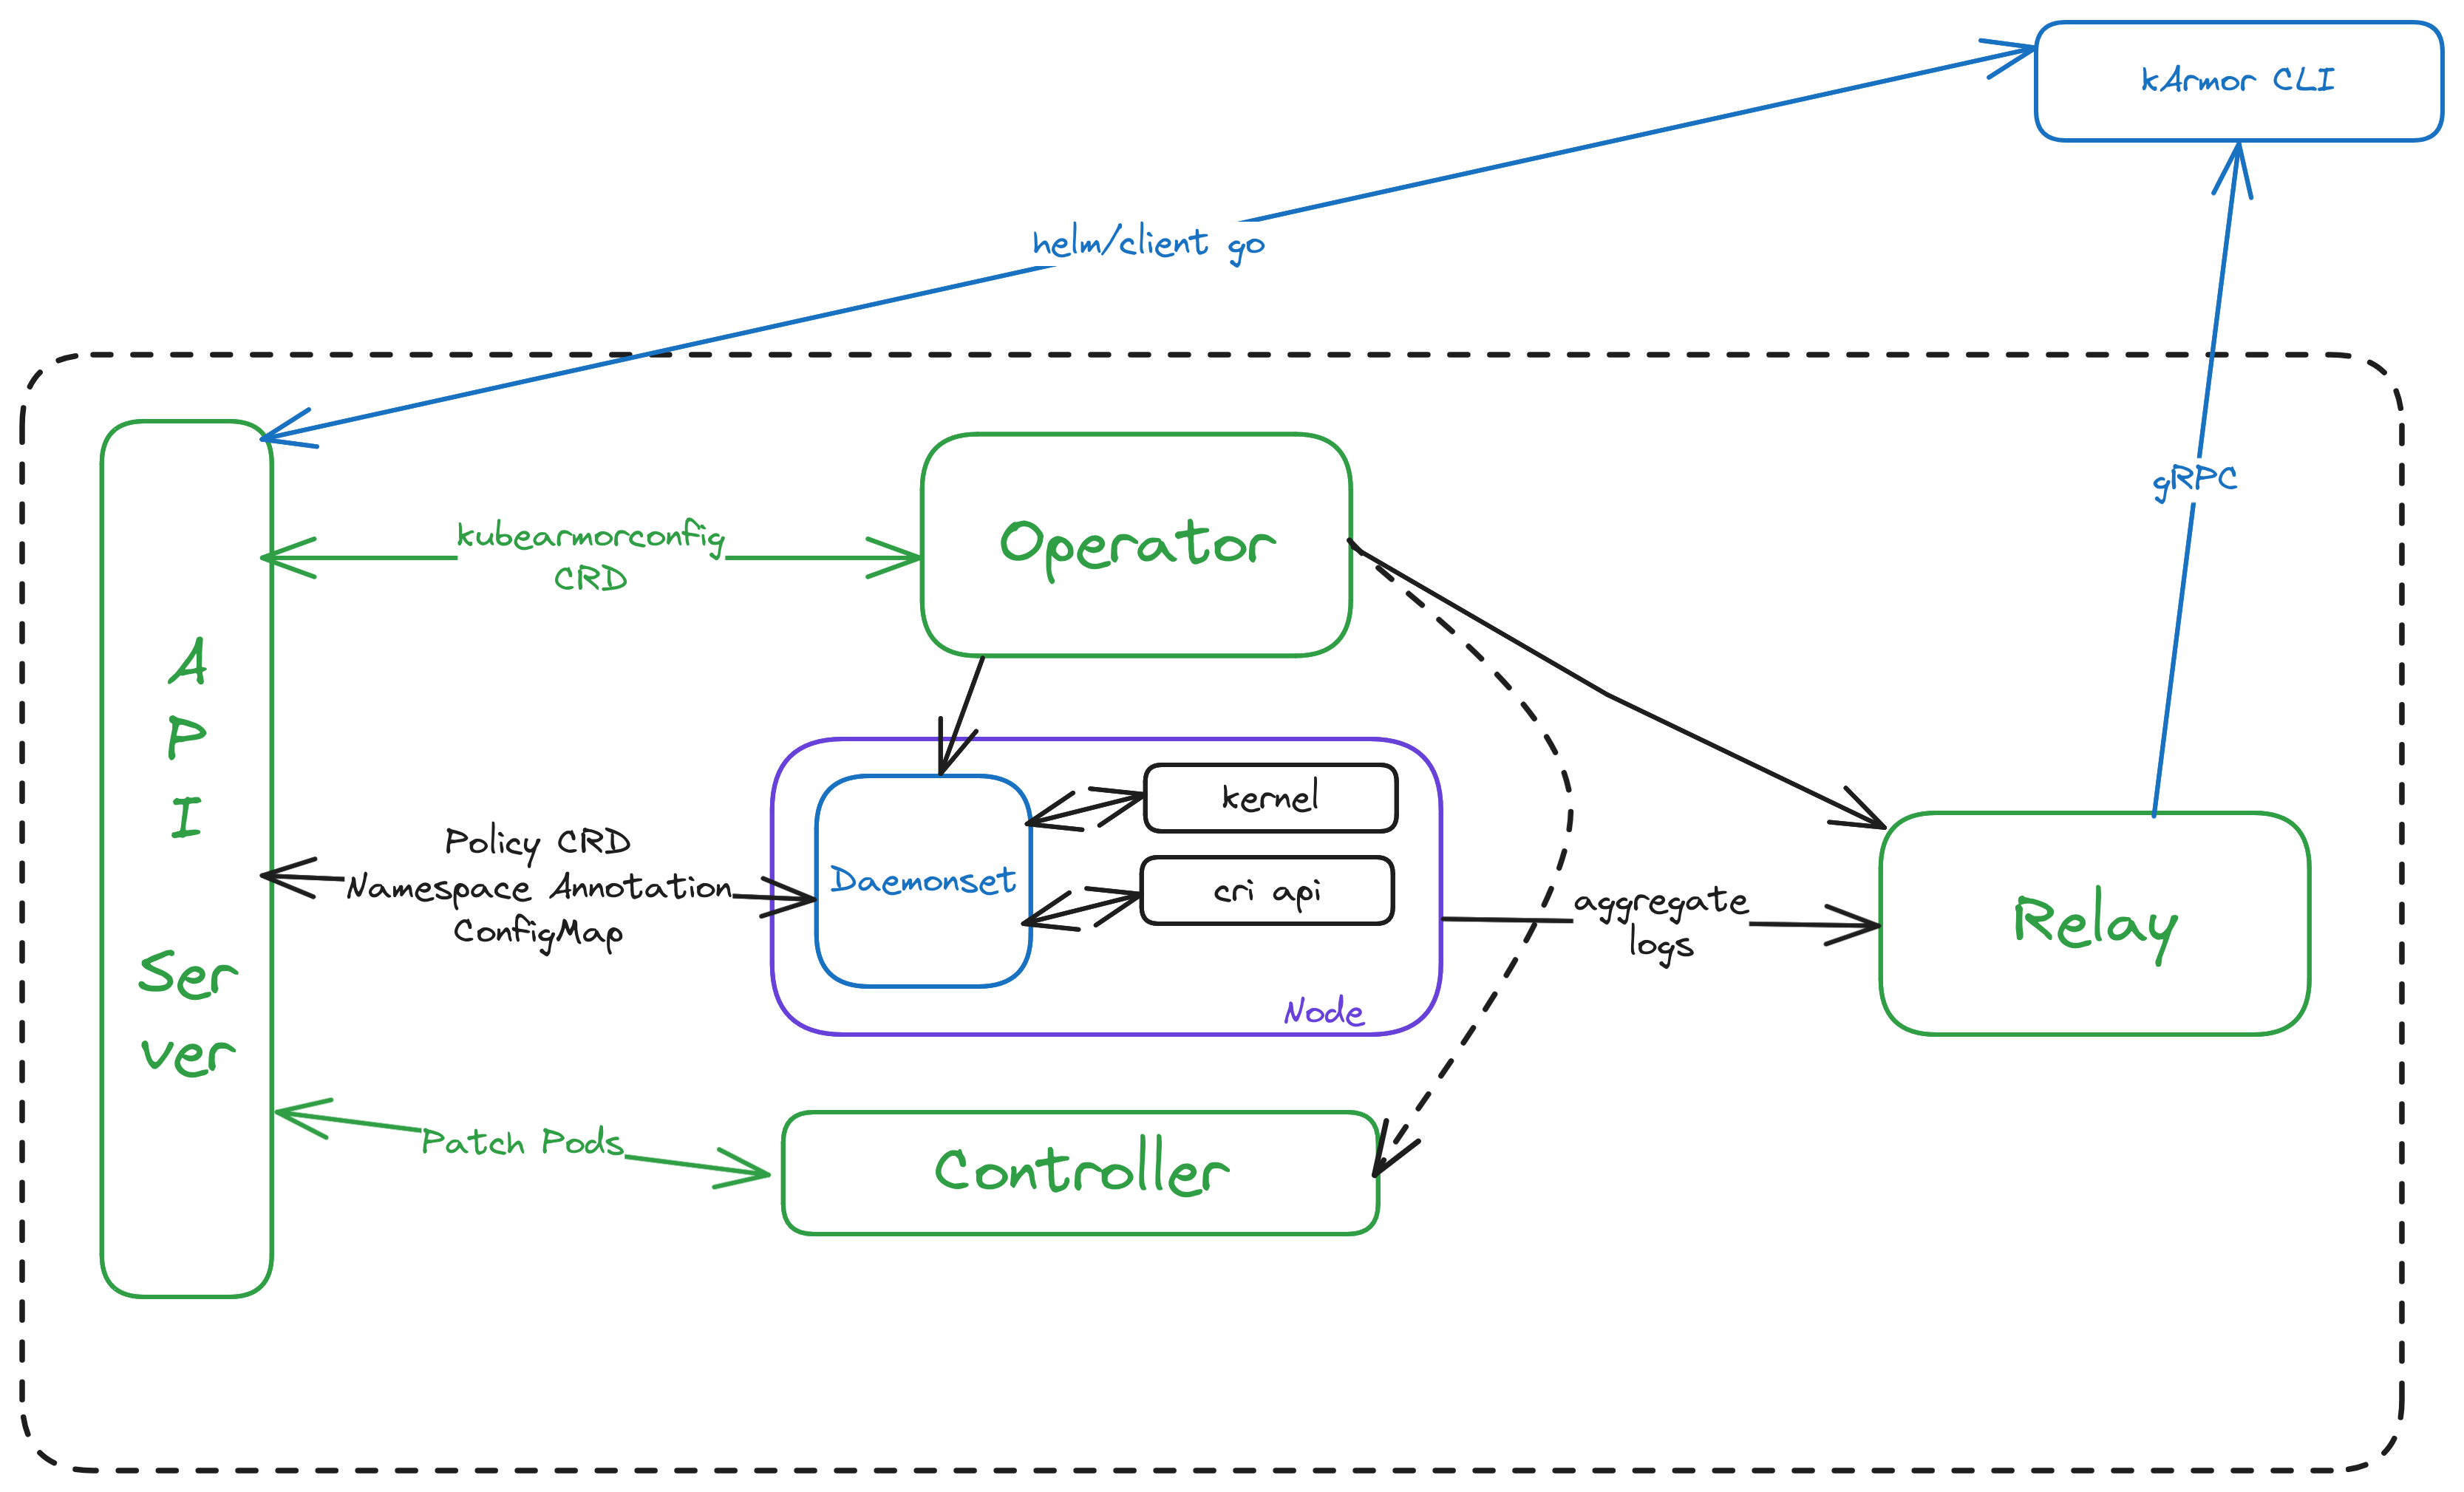 kArmor CLI
helm/client go
gRPC
kubearmorconfig
CRD
Operator
A
P
I
Ser
ver
kernel
Policy CRD
Namespace Annotation
ConfigMap
Daemonset
cri api
aggregate
logs
Relay
Node
Patch Pods
Controller